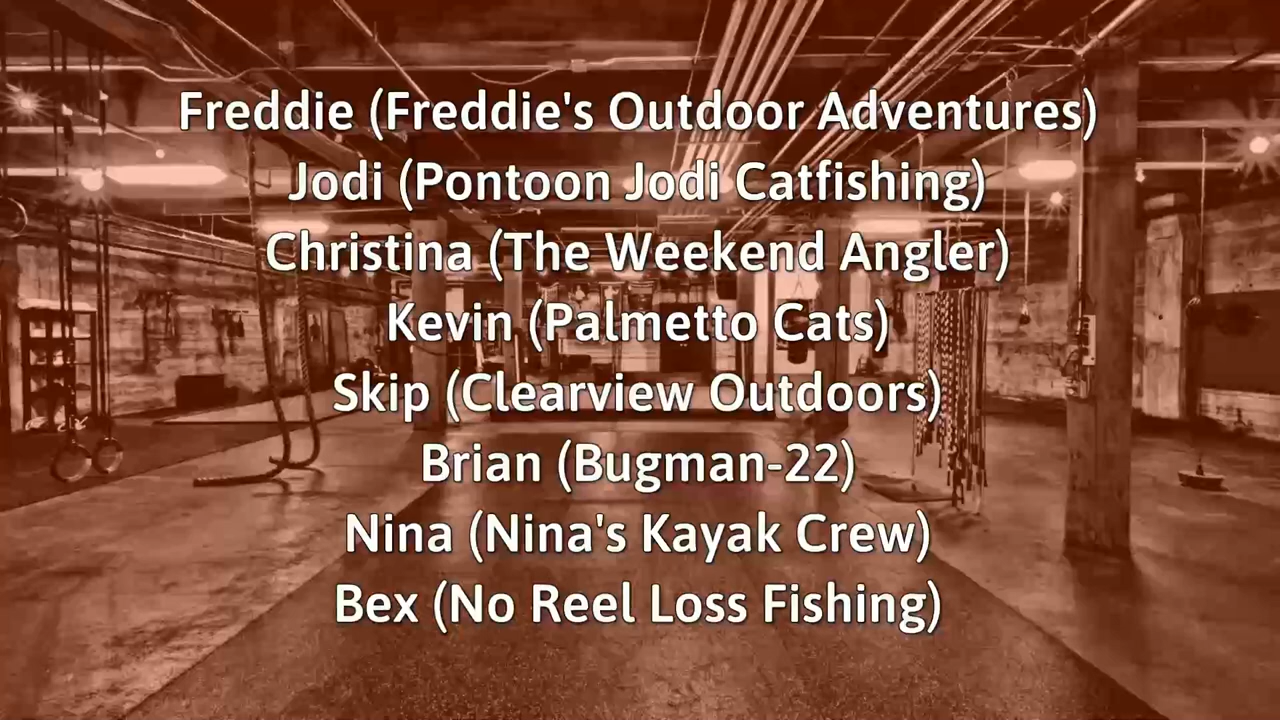 Freddie (Freddie's Outdoor Adventures)
Jodi (Pontoon Jodi Catfishing)
Christina (The Weekend Angler)
Kevin (Palmetto Cats)
Skip (Clearview Outdoors)
Brian (Bugman-22)
Nina (Nina's Kayak Crew)
Bex (No Reel Loss Fishing)